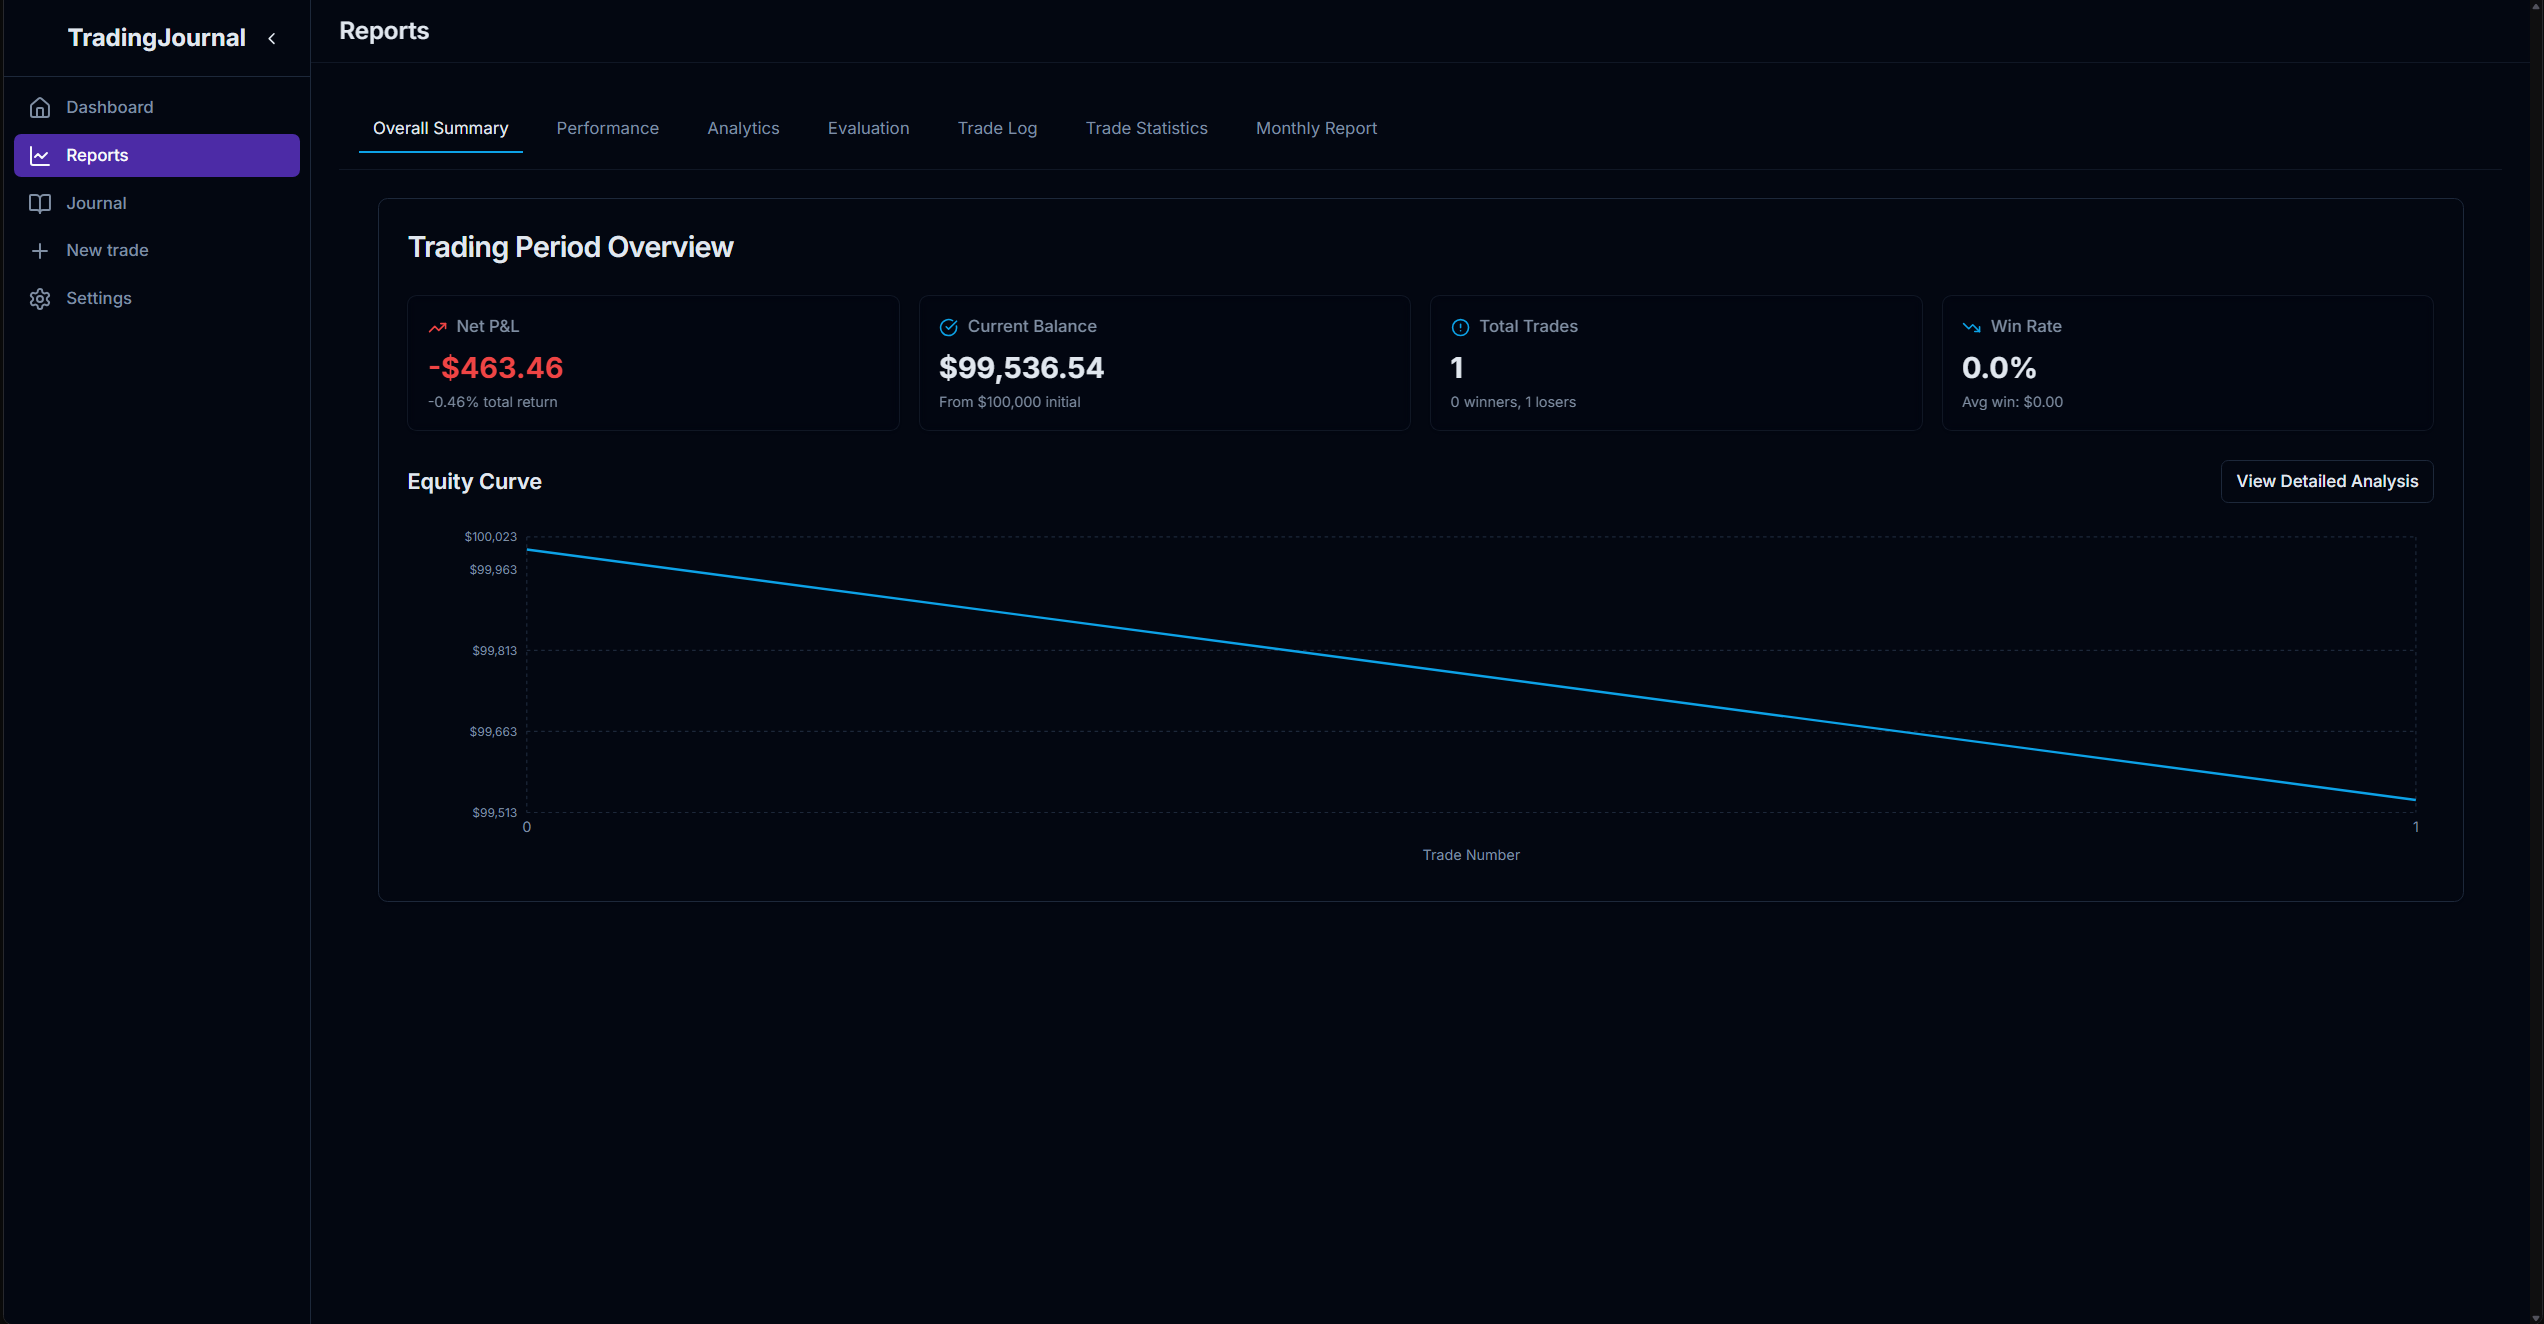 TradingJournal
Dashboard
Reports
Journal
New trade
Settings
Reports
Overall Summary
Performance
Analytics
Evaluation
Trade Log
Trade Statistics
Monthly Report
Trading Period Overview
Net P&L
-$463.46
-0.46% total return
Current Balance
$99,536.54
From $100,000 initial
Total Trades
1
0 winners, 1 losers
Win Rate
0.0%
Avg win: $0.00
Equity Curve
View Detailed Analysis
$100,023
$99,963
$99,813
$99,663
$99,513
0
1
Trade Number